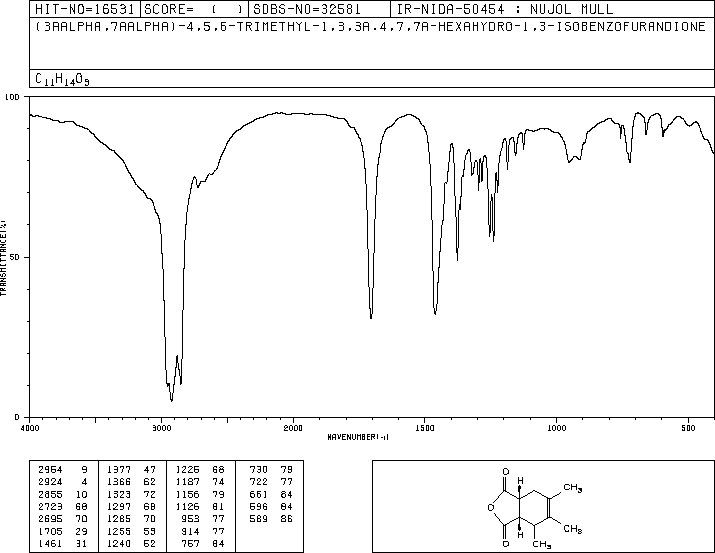 HIT-NO=16531 SCORE= ( ) SDBS-NO=32581 IR-NIDA-50454 : NUJOL MULL
(3AALPHA,7AALPHA)-4,5,6-TRIMETHYL-1,3,3A,4,7,7A-HEXAHYDRO-1,3-ISOBENZOFURANDIONE
C11H14O3
100
50
0
TRANSMITTANCE(%)
4000 3000 2000 1500 1000 500
WAVENUMBER(-1)
2964 9 1377 47 1226 68 730 79
2924 4 1366 62 1187 74 722 77
2855 10 1323 72 1156 79 661 84
2723 68 1297 68 1126 81 596 84
2695 70 1285 70 953 77 589 86
1705 29 1255 59 914 77
1461 31 1240 52 757 84
O
H
CH3
O
CH3
H
O
CH3